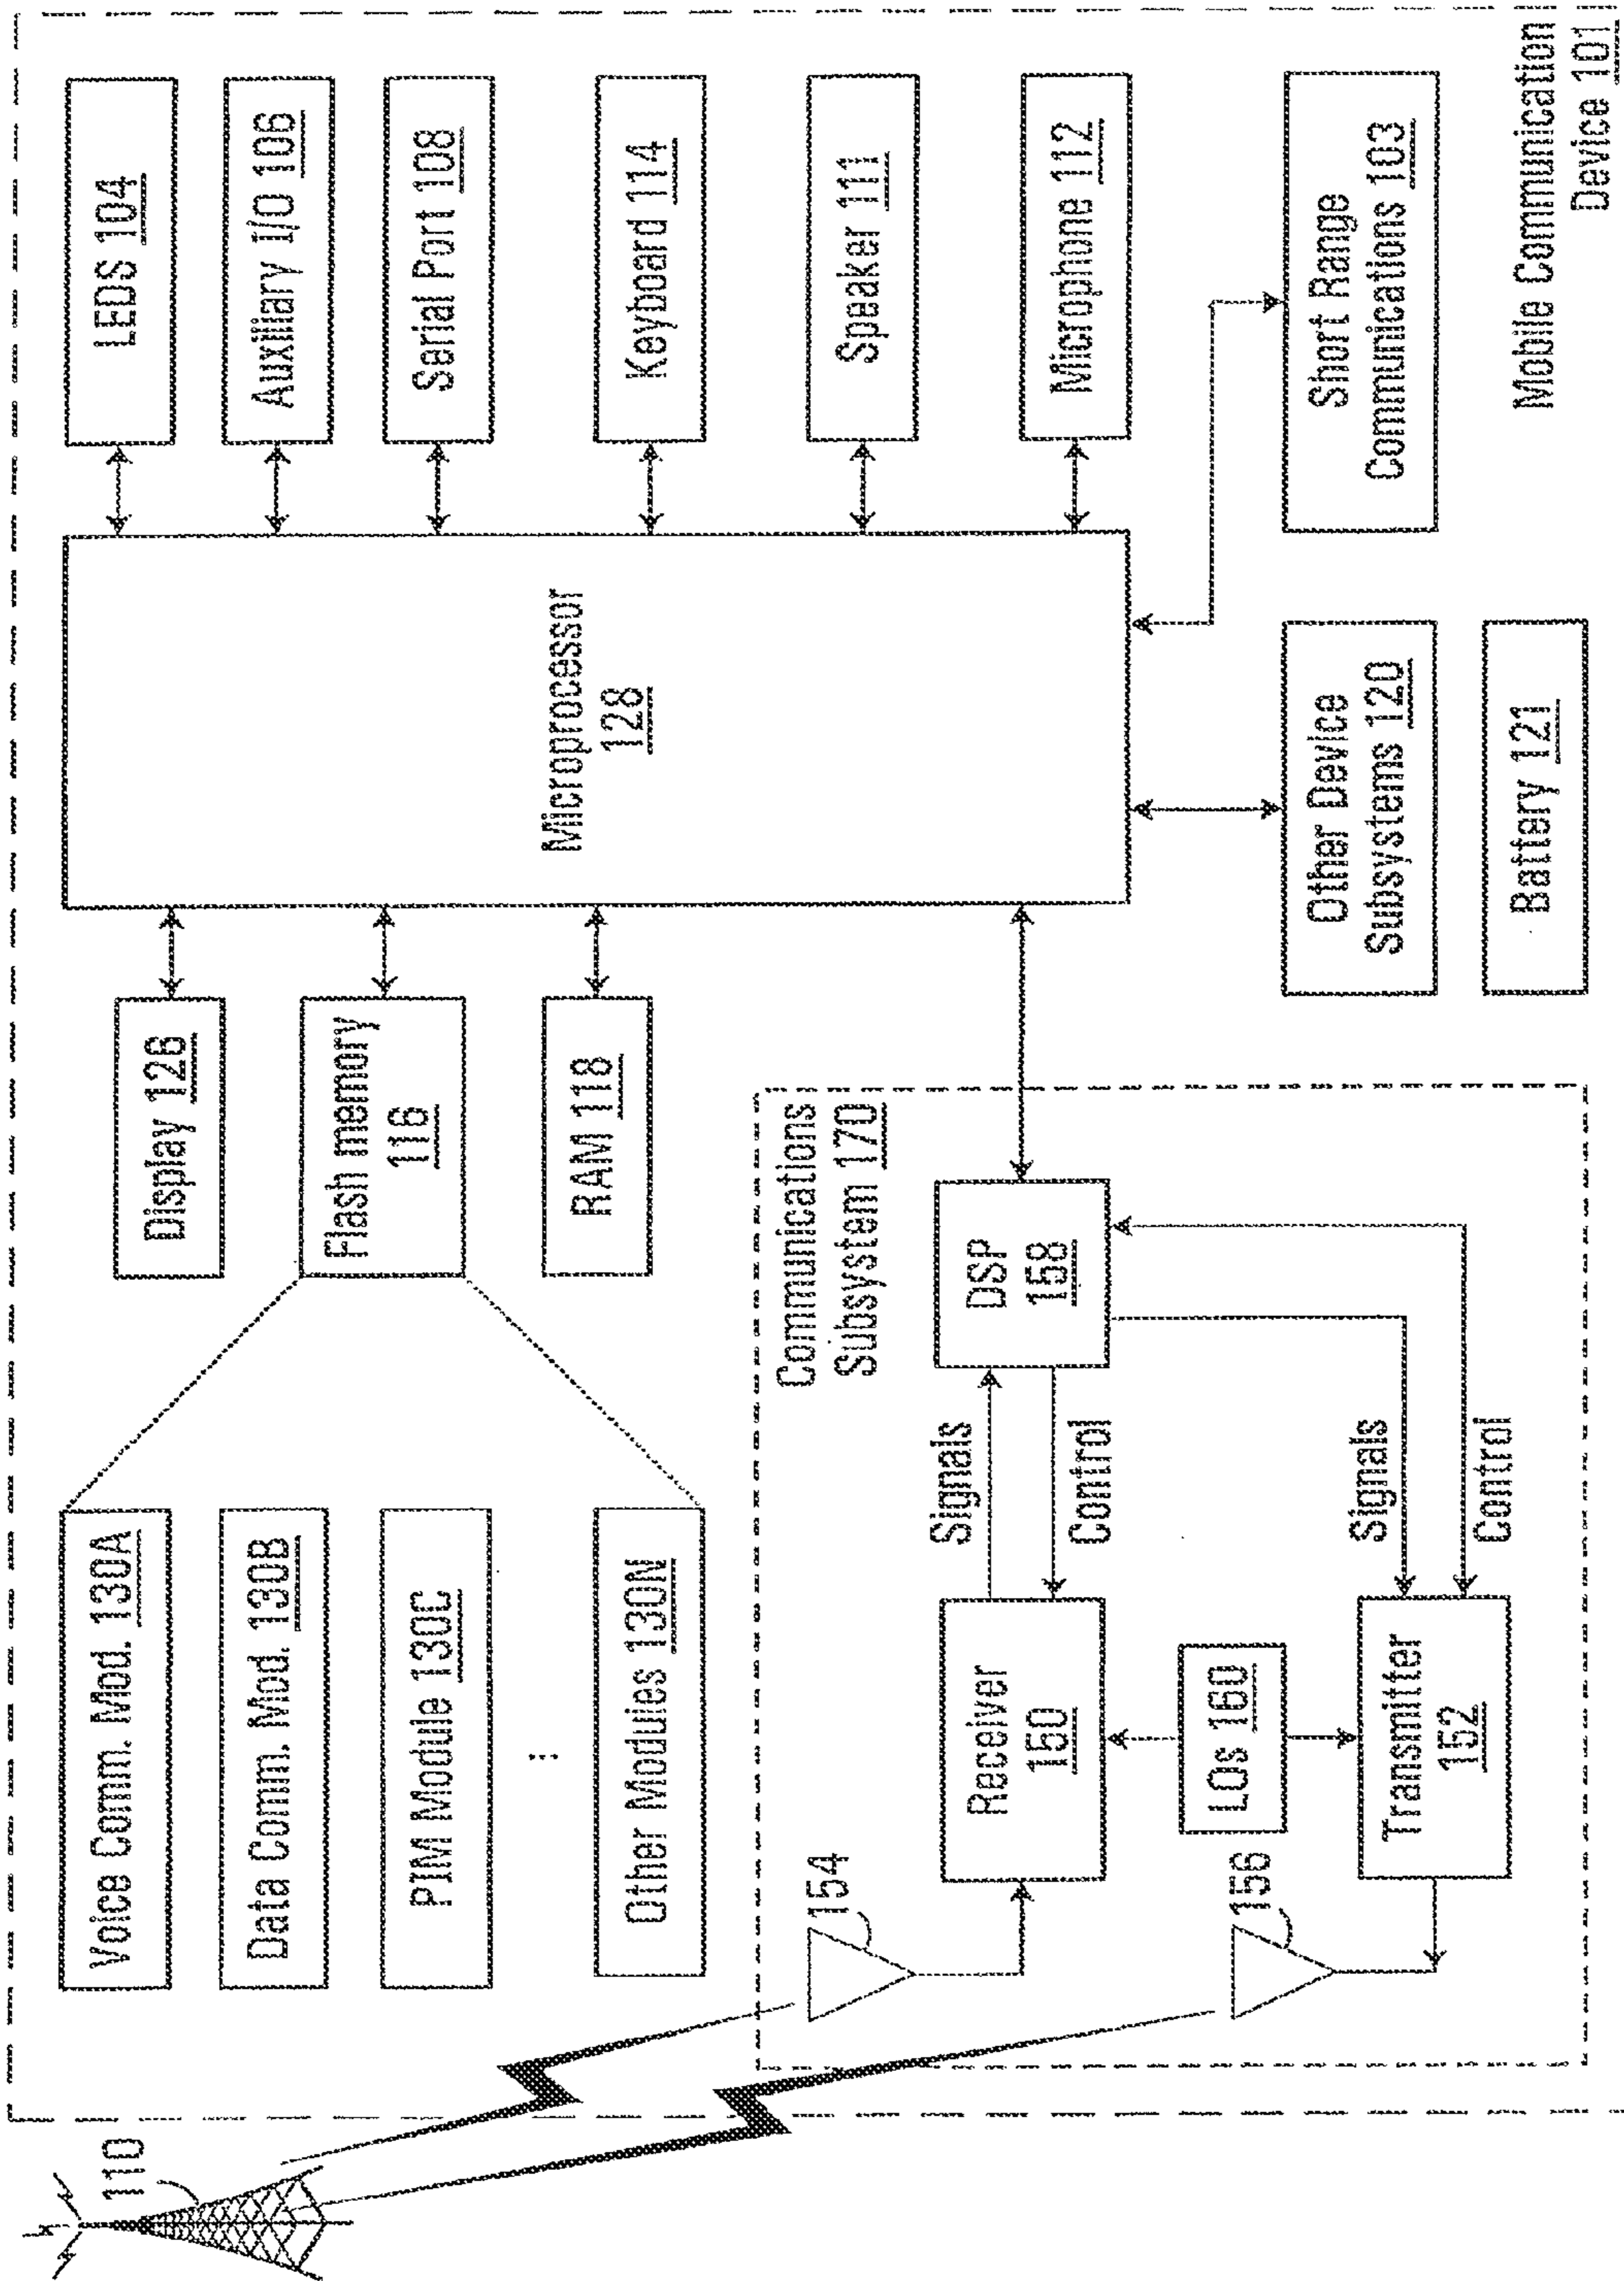 110
Voice Comm. Mod. 130A
Data Comm. Mod. 130B
PIM Module 130C
Other Modules 130N
Display 126
Flash memory
116
RAM 118
Microprocessor
128
LEDS 104
Auxiliary I/O 106
Serial Port 108
Keyboard 114
Speaker 111
Microphone 112
Short Range
Communications 103
Other Device
Subsystems 120
Battery 121
Communications
Subsystem 170
154
156
Receiver
150
LOs 160
Transmitter
152
Signals
Control
Signals
Control
DSP
158
Mobile Communication
Device 101